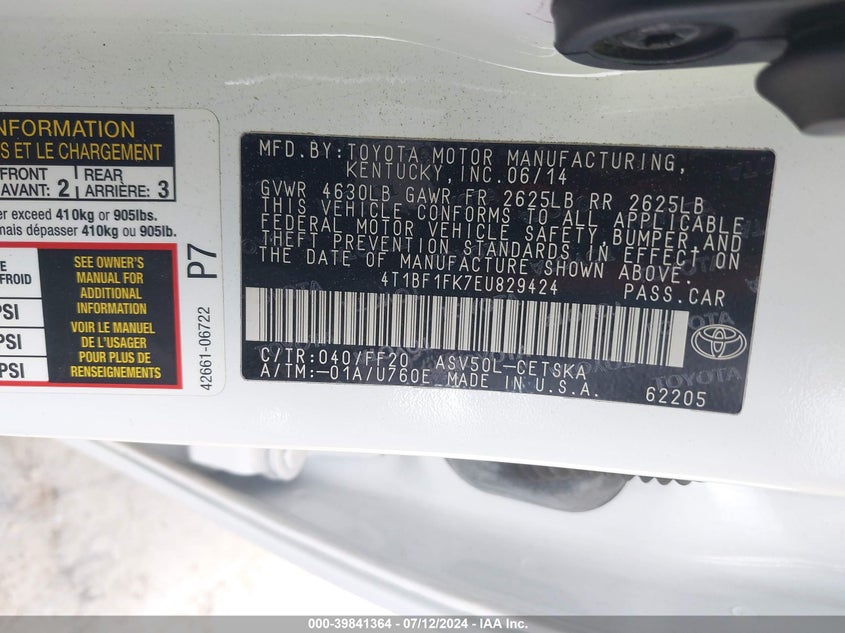 INFORMATION
S ET LE CHARGEMENT
FRONT
AVANT: 2
REAR
ARRIÈRE: 3
er exceed 410kg or 905lbs.
mais dépasser 410kg ou 905lb.
E
FROID
PSI
PSI
PSI
SEE OWNER'S
MANUAL FOR
ADDITIONAL
INFORMATION
VOIR LE MANUEL
DE L'USAGER
POUR PLUS DE
RENSEIGNEMENTS
P7
42661-06722
MFD.BY:TOYOTA MOTOR MANUFACTURING,
KENTUCKY, INC.06/14
GVWR 4630LB GAWR FR 2625LB RR 2625LB
THIS VEHICLE CONFORMS TO ALL APPLICABLE
FEDERAL MOTOR VEHICLE SAFETY, BUMPER, AND
THEFT PREVENTION STANDARDS IN EFFECT ON
THE DATE OF MANUFACTURE SHOWN ABOVE.
4T1BF1FK7EU829424 PASS.CAR
C/TR:040/FF20 ASV50L-CETSKA
A/TM:-01A/U760E MADE IN U.S.A.
62205
TOYOTA
000-39841364 - 07/12/2024 - © IAA Inc.